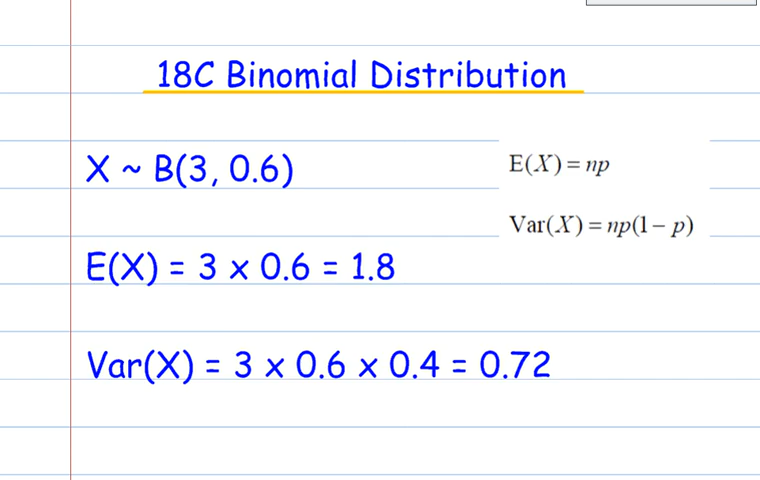 18C Binomial Distribution
X ~ B(3, 0.6)
E(X) = np
Var(X) = np(1 − p)
E(X) = 3 x 0.6 = 1.8
Var(X) = 3 x 0.6 x 0.4 = 0.72